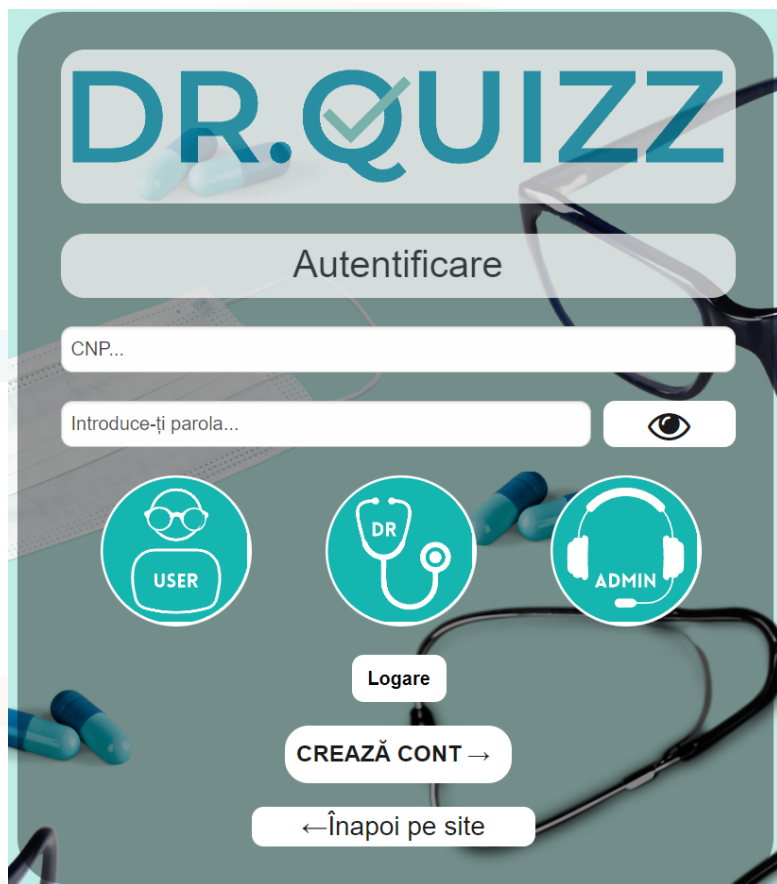 DR.QUIZZ
Autentificare
CNP...
Introduce-ți parola...
USER
DR
ADMIN
Logare
CREAZĂ CONT →
←Înapoi pe site